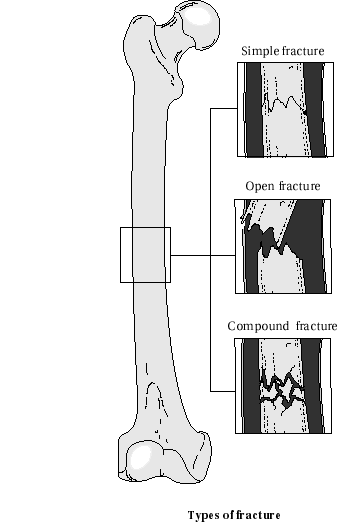 Simple fracture
Open fracture
Compound fracture
Types of fracture